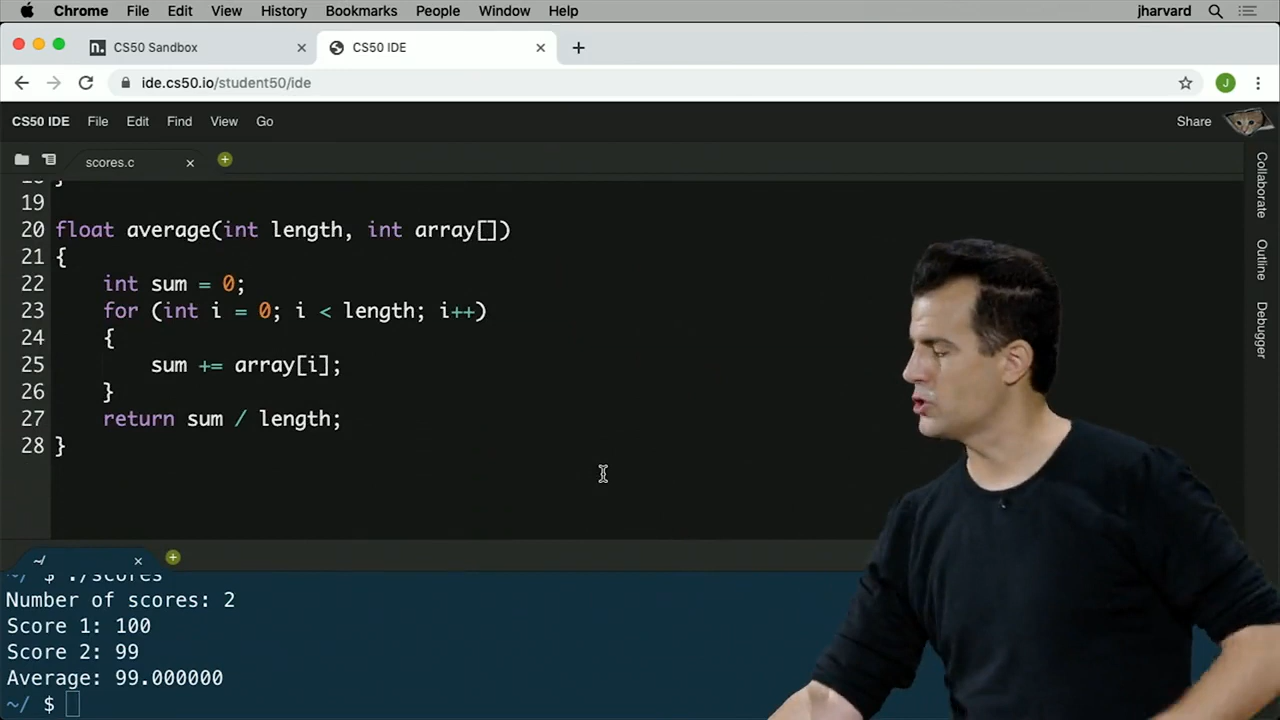 Chrome File Edit View History Bookmarks People Window Help jharvard
n. CS50 Sandbox CS50 IDE
ide.cs50.io/student50/ide J
CS50 IDE File Edit Find View Go Share
scores.c
Collaborate
Outline
Debugger
19
20 float average(int length, int array[])
21 {
22 int sum = 0;
23 for (int i = 0; i < length; i++)
24 {
25 sum += array[i];
26 }
27 return sum / length;
28 }
~/
~/ $ ./scores
Number of scores: 2
Score 1: 100
Score 2: 99
Average: 99.000000
~/ $